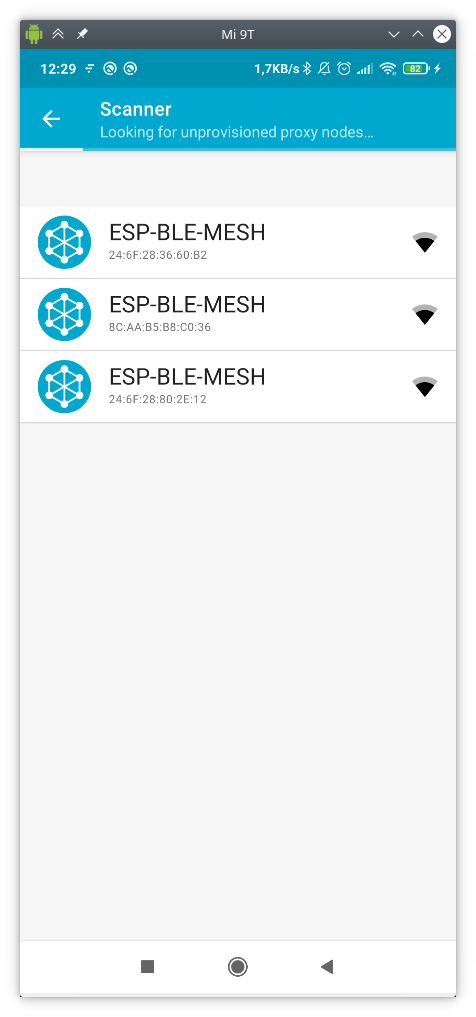 Mi 9T
12:29 1,7KB/s 82
Scanner
Looking for unprovisioned proxy nodes…
ESP-BLE-MESH
24:6F:28:36:60:B2
ESP-BLE-MESH
8C:AA:B5:B8:C0:36
ESP-BLE-MESH
24:6F:28:80:2E:12